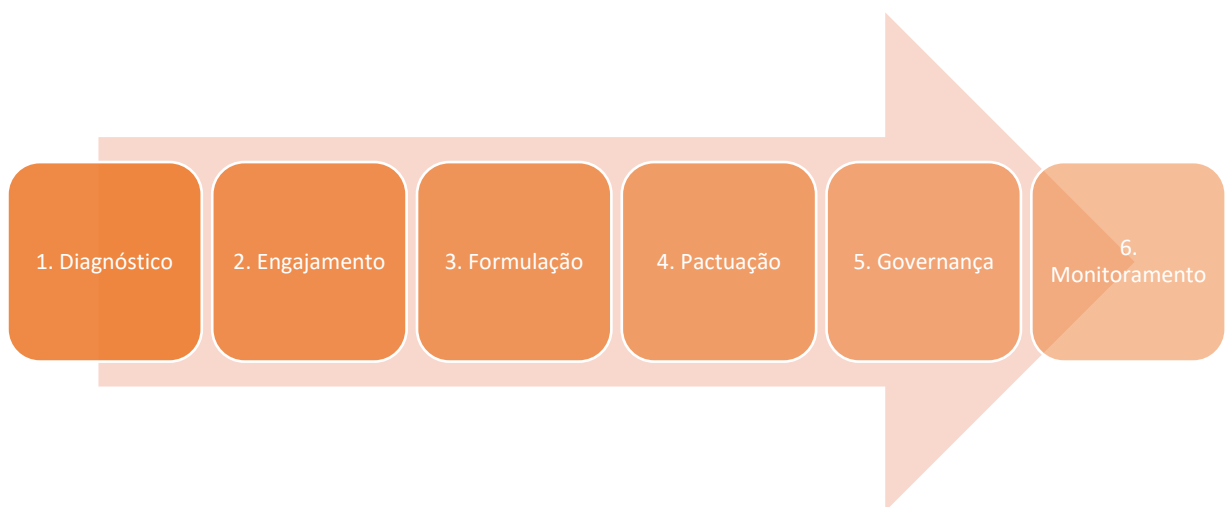 1. Diagnóstico
2. Engajamento
3. Formulação
4. Pactuação
5. Governança
6.
Monitoramento